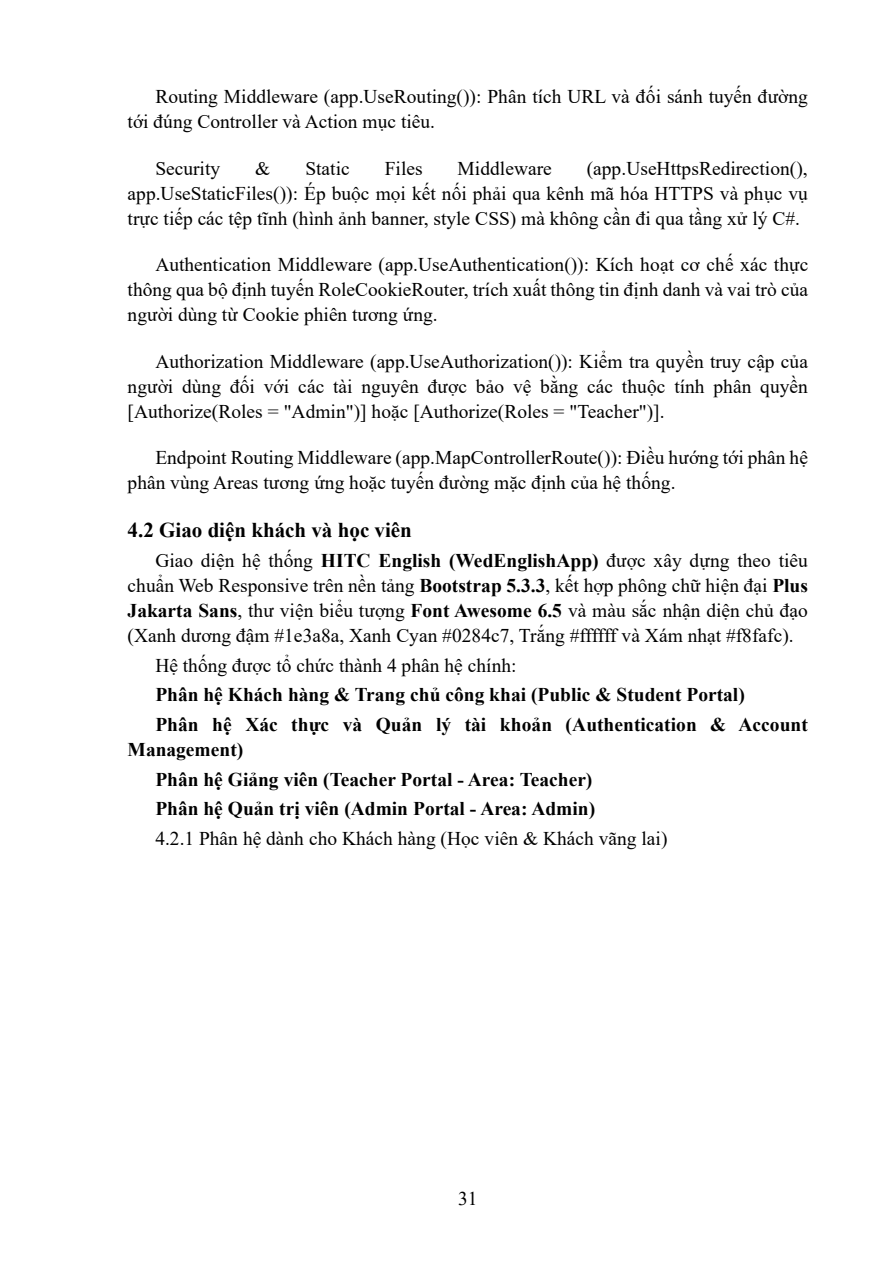 Routing Middleware (app.UseRouting()): Phân tích URL và đối sánh tuyến đường
tới đúng Controller và Action mục tiêu.
Security & Static Files Middleware (app.UseHttpsRedirection(),
app.UseStaticFiles()): Ép buộc mọi kết nối phải qua kênh mã hóa HTTPS và phục vụ
trực tiếp các tệp tĩnh (hình ảnh banner, style CSS) mà không cần đi qua tầng xử lý C#.
Authentication Middleware (app.UseAuthentication()): Kích hoạt cơ chế xác thực
thông qua bộ định tuyến RoleCookieRouter, trích xuất thông tin định danh và vai trò của
người dùng từ Cookie phiên tương ứng.
Authorization Middleware (app.UseAuthorization()): Kiểm tra quyền truy cập của
người dùng đối với các tài nguyên được bảo vệ bằng các thuộc tính phân quyền
[Authorize(Roles = "Admin")] hoặc [Authorize(Roles = "Teacher")].
Endpoint Routing Middleware (app.MapControllerRoute()): Điều hướng tới phân hệ
phân vùng Areas tương ứng hoặc tuyến đường mặc định của hệ thống.
4.2 Giao diện khách và học viên
Giao diện hệ thống HITC English (WedEnglishApp) được xây dựng theo tiêu
chuẩn Web Responsive trên nền tảng Bootstrap 5.3.3, kết hợp phông chữ hiện đại Plus
Jakarta Sans, thư viện biểu tượng Font Awesome 6.5 và màu sắc nhận diện chủ đạo
(Xanh dương đậm #1e3a8a, Xanh Cyan #0284c7, Trắng #ffffff và Xám nhạt #f8fafc).
Hệ thống được tổ chức thành 4 phân hệ chính:
Phân hệ Khách hàng & Trang chủ công khai (Public & Student Portal)
Phân hệ Xác thực và Quản lý tài khoản (Authentication & Account
Management)
Phân hệ Giảng viên (Teacher Portal - Area: Teacher)
Phân hệ Quản trị viên (Admin Portal - Area: Admin)
4.2.1 Phân hệ dành cho Khách hàng (Học viên & Khách vãng lai)
31